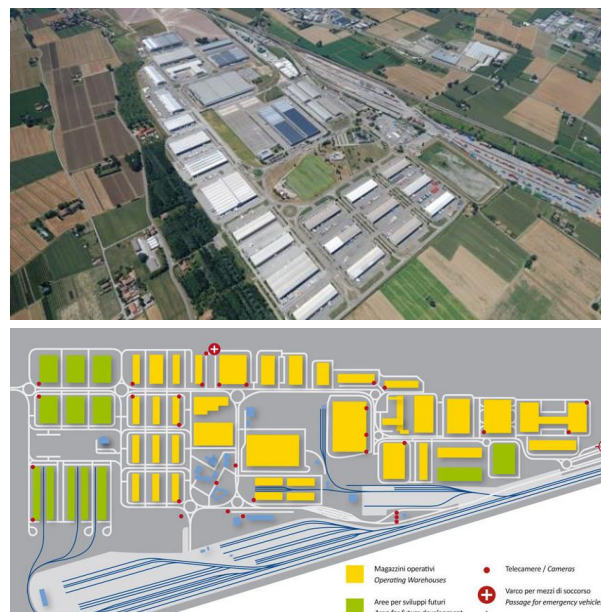 Magazzini operativi
Operating Warehouses
Telecamere / Cameras
Aree per sviluppi futuri
Varco per mezzi di soccorso
Passage for emergency vehicles